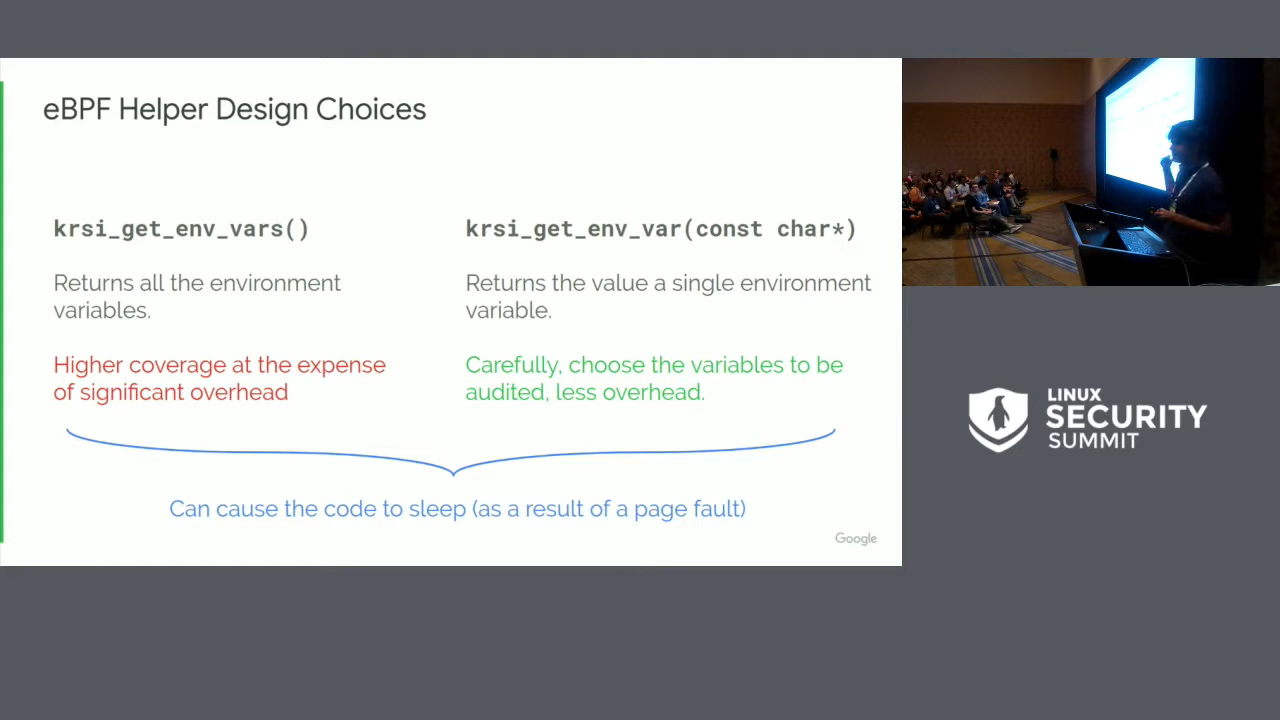 eBPF Helper Design Choices
krsi_get_env_vars()
Returns all the environment
variables.
Higher coverage at the expense
of significant overhead
krsi_get_env_var(const char*)
Returns the value a single environment
variable.
Carefully, choose the variables to be
audited, less overhead.
Can cause the code to sleep (as a result of a page fault)
Google
LINUX
SECURITY
SUMMIT